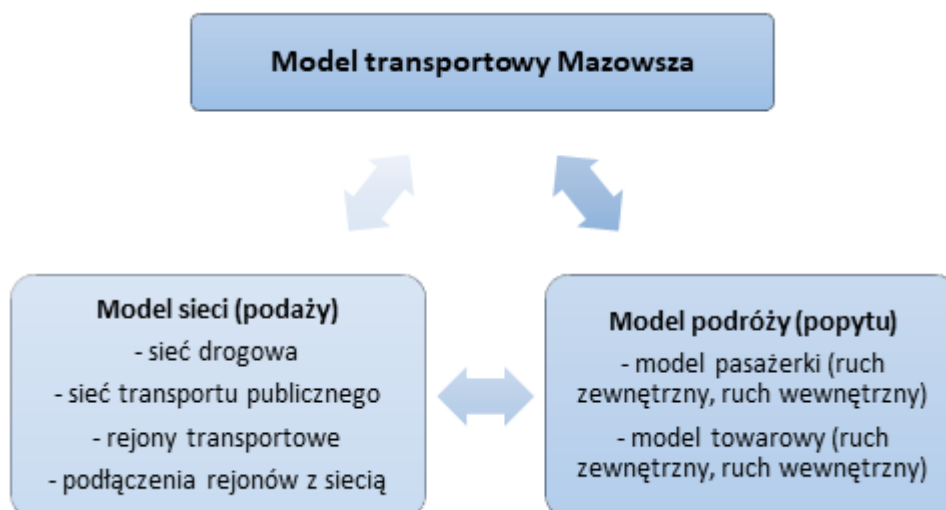 Model transportowy Mazowsza
Model sieci (podaży)
- sieć drogowa
- sieć transportu publicznego
- rejony transportowe
- podłączenia rejonów z siecią
Model podróży (popytu)
- model pasażerki (ruch
zewnętrzny, ruch wewnętrzny)
- model towarowy (ruch
zewnętrzny, ruch wewnętrzny)